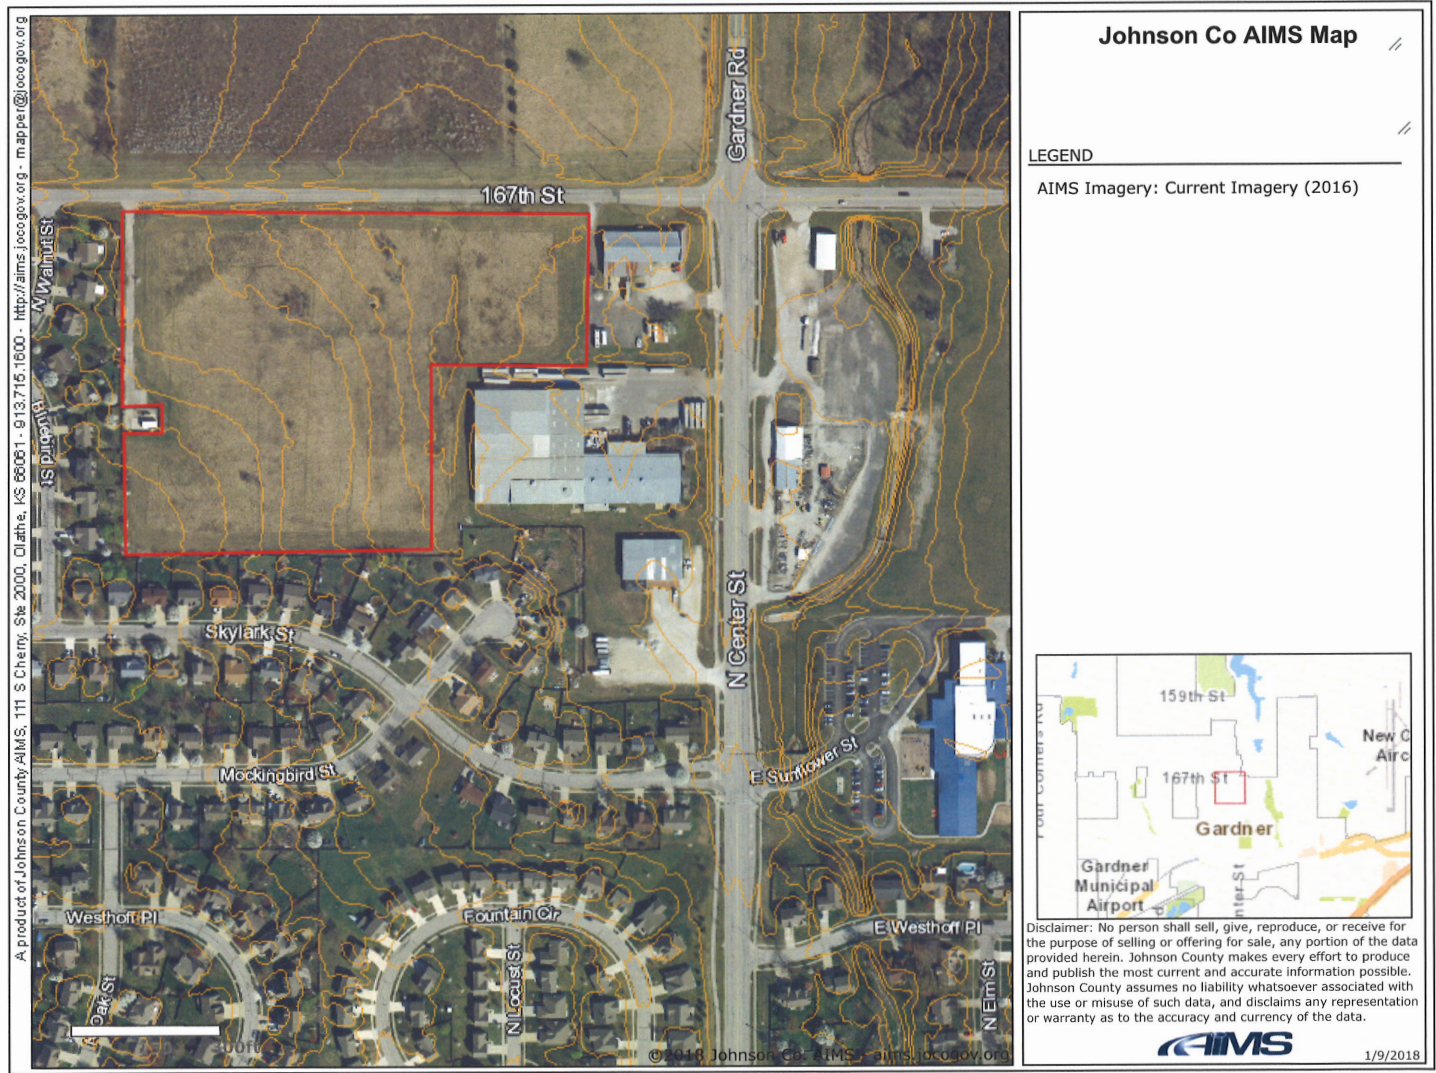 Johnson Co AIMS Map
LEGEND
AIMS Imagery: Current Imagery (2016)
A product of Johnson County AIMS, 111 S Cherry, Ste 2000, Olathe, KS 66061 - 913.715.1600 - http://aims.jocogov.org - mapper@jocogov.org
Gardner Rd
167th St
N Walnut St
Bluebird St
N Center St
Skylark St
Mockingbird St
E Sunflower St
Westhoff Pl
Fountain Cir
E Westhoff Pl
Oak St
N Locust St
N Elm St
©2018 Johnson Co. AIMS - aims.jocogov.org
159th St
New C
Airc
167th St
Four Corners Rd
Gardner
Gardner
Municipal
Airport
nter St
Disclaimer: No person shall sell, give, reproduce, or receive for
the purpose of selling or offering for sale, any portion of the data
provided herein. Johnson County makes every effort to produce
and publish the most current and accurate information possible.
Johnson County assumes no liability whatsoever associated with
the use or misuse of such data, and disclaims any representation
or warranty as to the accuracy and currency of the data.
AIMS
1/9/2018